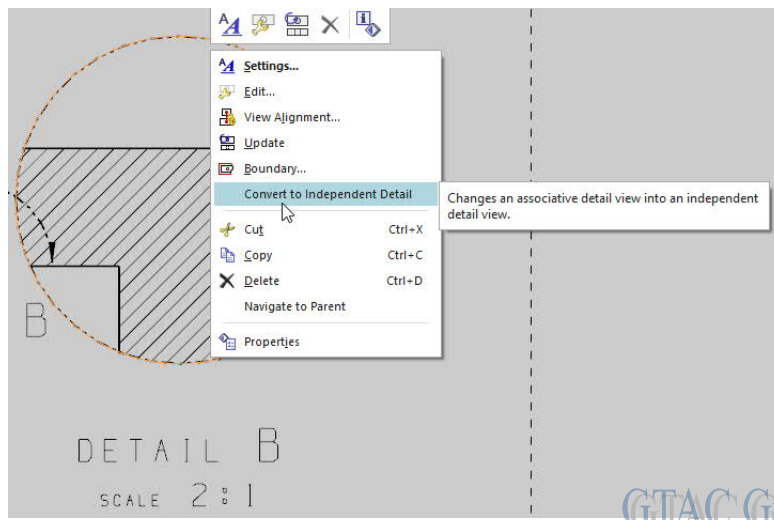 Settings...
Edit...
View Alignment...
Update
Boundary...
Convert to Independent Detail
Changes an associative detail view into an independent
detail view.
Cut Ctrl+X
Copy Ctrl+C
Delete Ctrl+D
Navigate to Parent
Properties
B
DETAIL B
SCALE 2:1
GTAC G